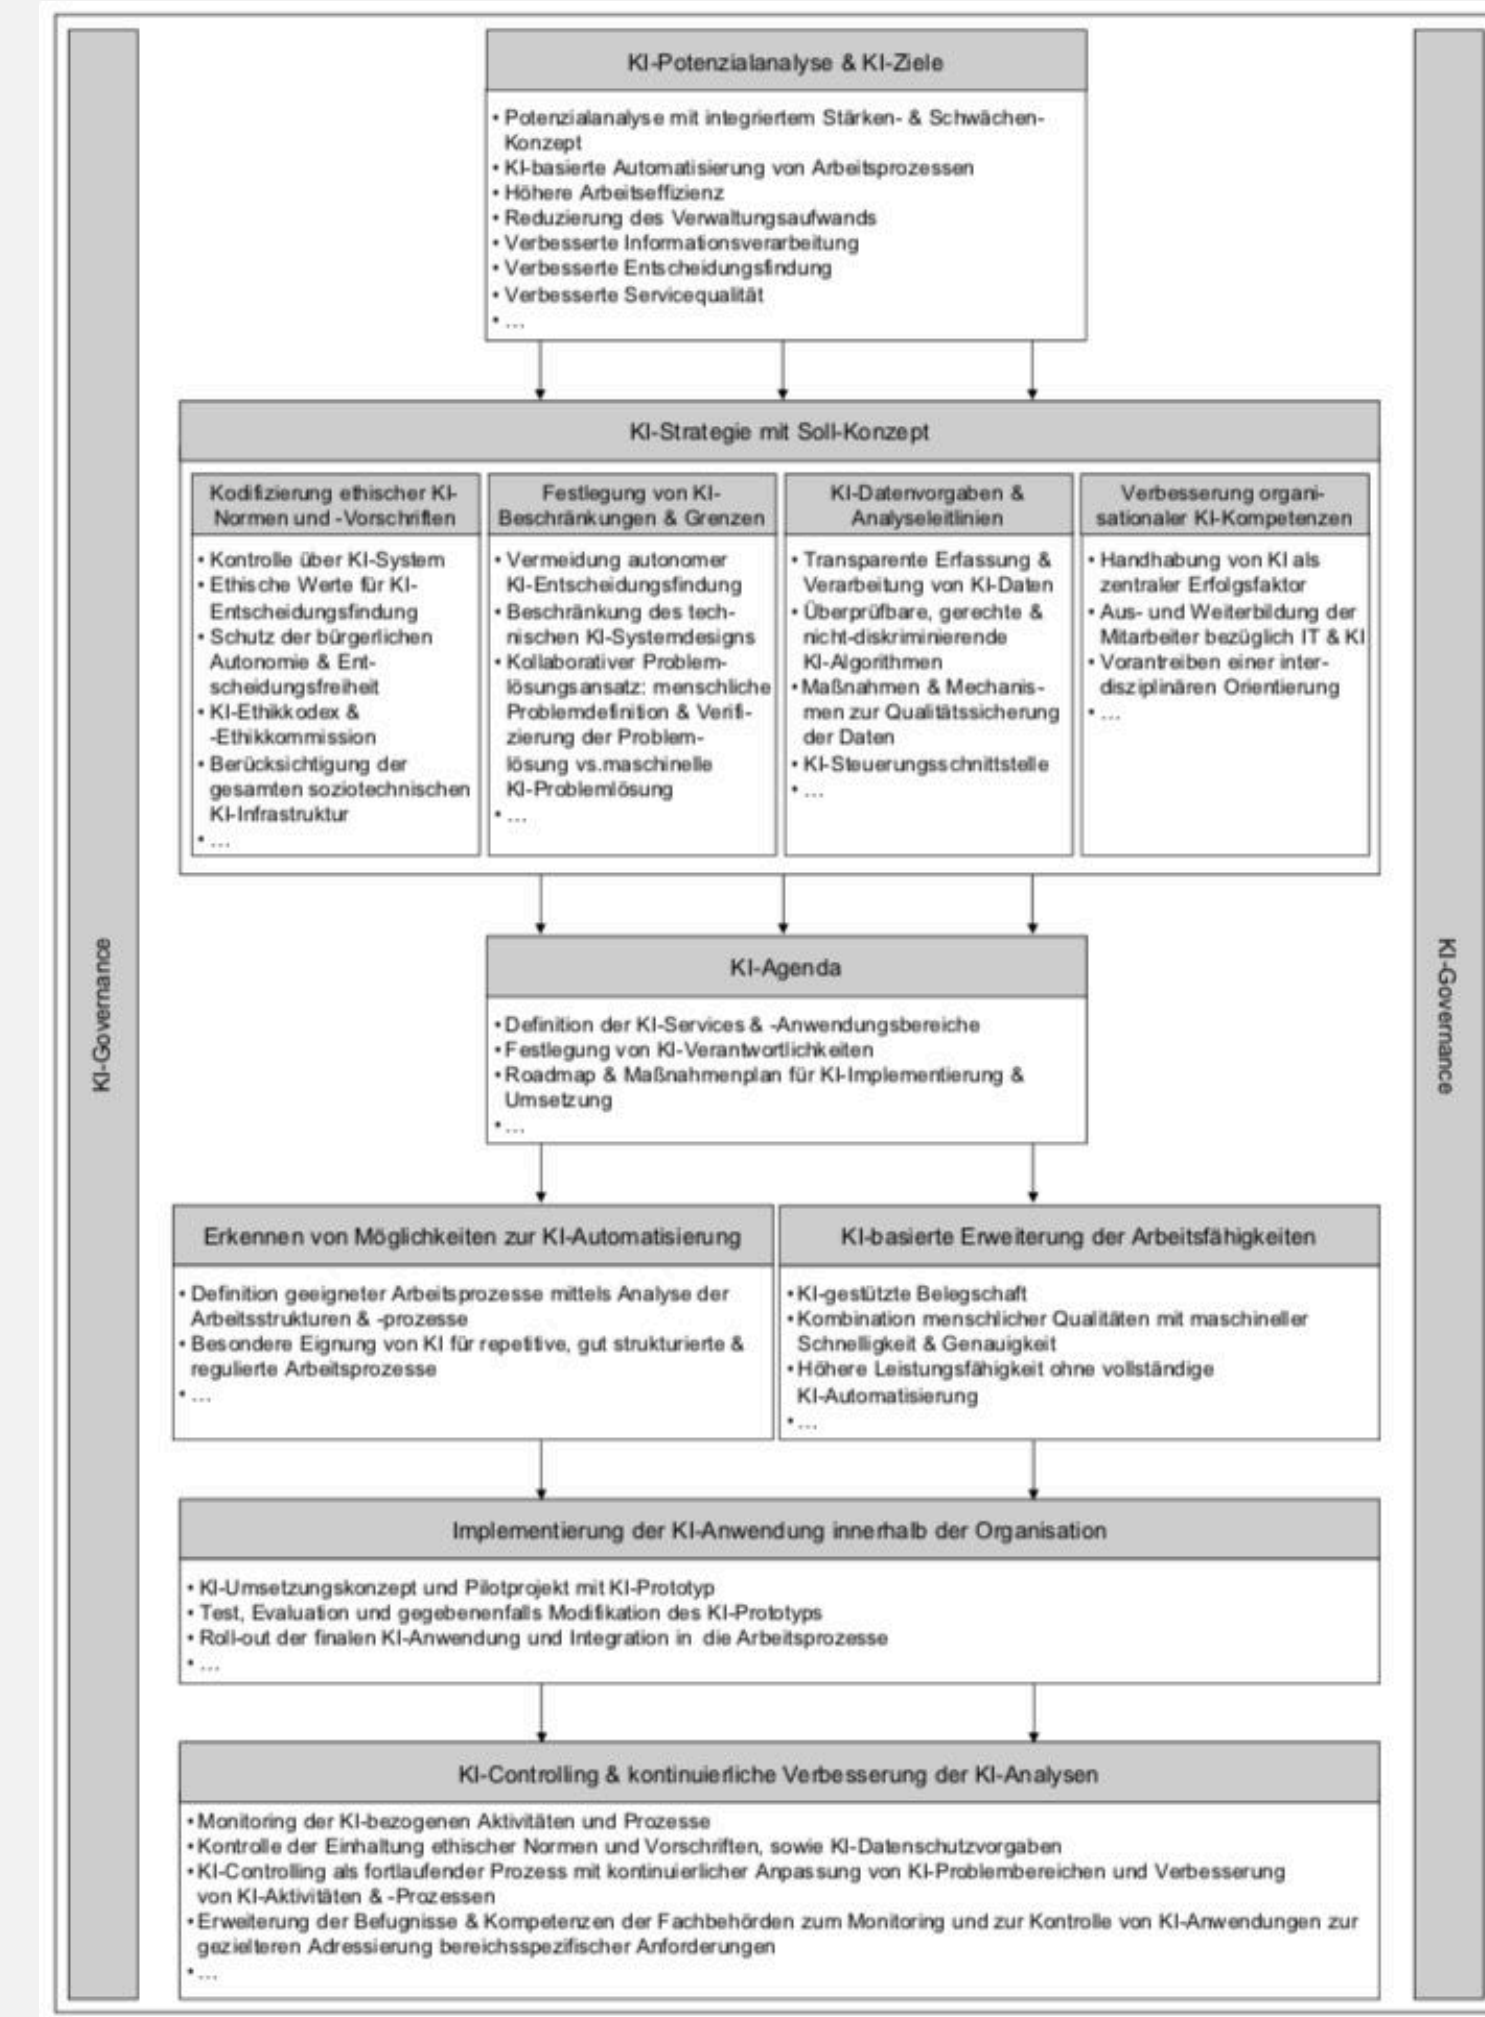 KI-Governance
KI-Potenzialanalyse & KI-Ziele
• Potenzialanalyse mit integriertem Stärken- & Schwächen-
Konzept
• KI-basierte Automatisierung von Arbeitsprozessen
• Höhere Arbeitseffizienz
• Reduzierung des Verwaltungsaufwands
• Verbesserte Informationsverarbeitung
• Verbesserte Entscheidungsfindung
• Verbesserte Servicequalität
• ...
KI-Strategie mit Soll-Konzept
Kodifizierung ethischer KI-
Normen und -Vorschriften
• Kontrolle über KI-System
• Ethische Werte für KI-
Entscheidungsfindung
• Schutz der bürgerlichen
Autonomie & Ent-
scheidungsfreiheit
• KI-Ethikkodex &
-Ethikkommission
• Berücksichtigung der
gesamten soziotechnischen
KI-Infrastruktur
• ...
Festlegung von KI-
Beschränkungen & Grenzen
• Vermeidung autonomer
KI-Entscheidungsfindung
• Beschränkung des tech-
nischen KI-Systemdesigns
• Kollaborativer Problem-
lösungsansatz: menschliche
Problemdefinition & Verifi-
zierung der Problem-
lösung vs.maschinelle
KI-Problemlösung
• ...
KI-Datenvorgaben &
Analyseleitlinien
• Transparente Erfassung &
Verarbeitung von KI-Daten
• Überprüfbare, gerechte &
nicht-diskriminierende
KI-Algorithmen
• Maßnahmen & Mechanis-
men zur Qualitätssicherung
der Daten
• KI-Steuerungsschnittstelle
• ...
Verbesserung organi-
sationaler KI-Kompetenzen
• Handhabung von KI als
zentraler Erfolgsfaktor
• Aus- und Weiterbildung der
Mitarbeiter bezüglich IT & KI
• Vorantreiben einer inter-
disziplinären Orientierung
• ...
KI-Agenda
• Definition der KI-Services & -Anwendungsbereiche
• Festlegung von KI-Verantwortlichkeiten
• Roadmap & Maßnahmenplan für KI-Implementierung &
Umsetzung
• ...
Erkennen von Möglichkeiten zur KI-Automatisierung
• Definition geeigneter Arbeitsprozesse mittels Analyse der
Arbeitsstrukturen & -prozesse
• Besondere Eignung von KI für repetitive, gut strukturierte &
regulierte Arbeitsprozesse
• ...
KI-basierte Erweiterung der Arbeitsfähigkeiten
• KI-gestützte Belegschaft
• Kombination menschlicher Qualitäten mit maschineller
Schnelligkeit & Genauigkeit
• Höhere Leistungsfähigkeit ohne vollständige
KI-Automatisierung
• ...
Implementierung der KI-Anwendung innerhalb der Organisation
• KI-Umsetzungskonzept und Pilotprojekt mit KI-Prototyp
• Test, Evaluation und gegebenenfalls Modifikation des KI-Prototyps
• Roll-out der finalen KI-Anwendung und Integration in die Arbeitsprozesse
• ...
KI-Controlling & kontinuierliche Verbesserung der KI-Analysen
• Monitoring der KI-bezogenen Aktivitäten und Prozesse
• Kontrolle der Einhaltung ethischer Normen und Vorschriften, sowie KI-Datenschutzvorgaben
• KI-Controlling als fortlaufender Prozess mit kontinuierlicher Anpassung von KI-Problembereichen und Verbesserung
von KI-Aktivitäten & -Prozessen
• Erweiterung der Befugnisse & Kompetenzen der Fachbehörden zum Monitoring und zur Kontrolle von KI-Anwendungen zur
gezielteren Adressierung bereichsspezifischer Anforderungen
• ...
KI-Governance